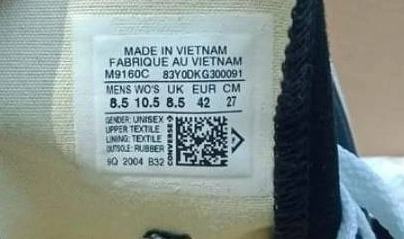 MADE IN VIETNAM
FABRIQUE AU VIETNAM
M9160C 83Y0DKG300091
MENS WO'S UK EUR CM
8.5 10.5 8.5 42 27
GENDER: UNISEX
UPPER: TEXTILE
LINING: TEXTILE
OUTSOLE: RUBBER
9Q 2004 B32
CONVERSE